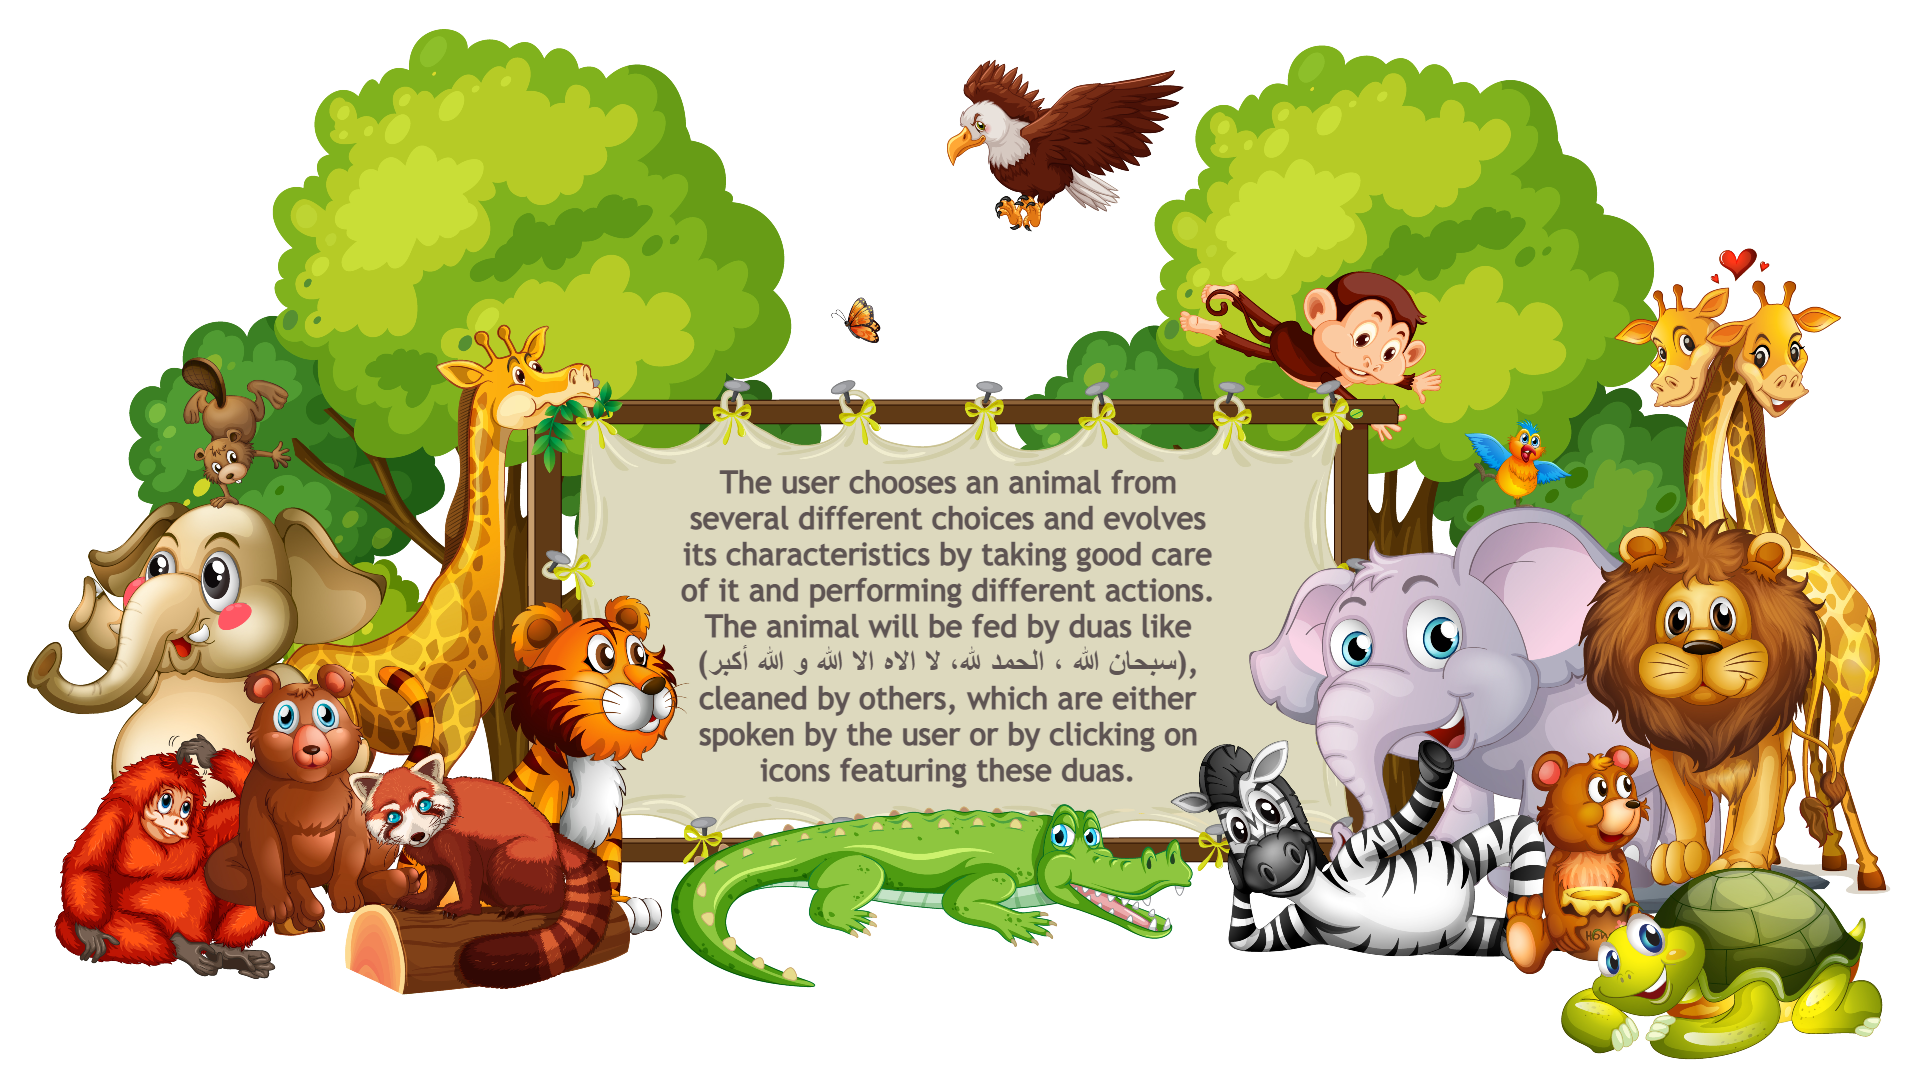 The user chooses an animal from
several different choices and evolves
its characteristics by taking good care
of it and performing different actions.
The animal will be fed by duas like
(سبحان الله ، الحمد لله، لا الاه الا الله و الله أكبر),
cleaned by others, which are either
spoken by the user or by clicking on
icons featuring these duas.